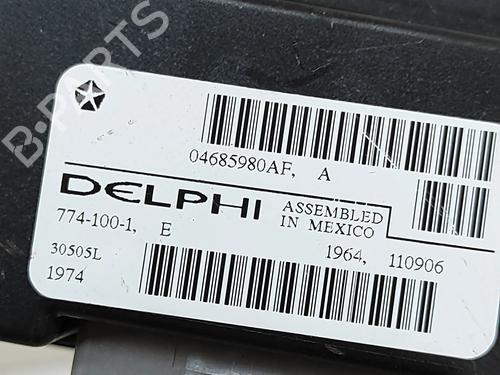 B-PARTS
04685980AF, A
DELPHI
ASSEMBLED
IN MEXICO
774-100-1, E
1964, 110906
30505L
1974